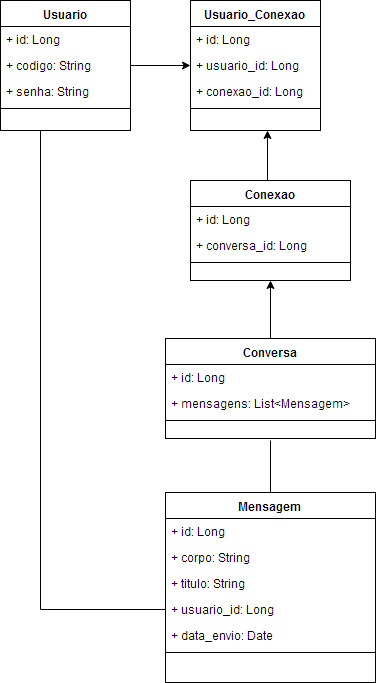 Usuario
+ id: Long
+ codigo: String
+ senha: String
Usuario_Conexao
+ id: Long
+ usuario_id: Long
+ conexao_id: Long
Conexao
+ id: Long
+ conversa_id: Long
Conversa
+ id: Long
+ mensagens: List<Mensagem>
Mensagem
+ id: Long
+ corpo: String
+ titulo: String
+ usuario_id: Long
+ data_envio: Date